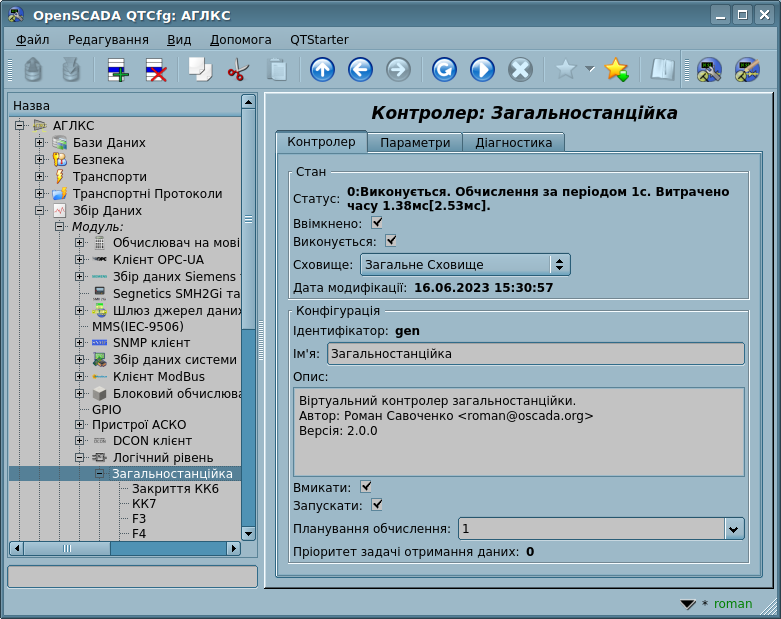 OpenSCADA QTCfg: АГЛКС
Файл Редагування Вид Допомога QTStarter
Назва
АГЛКС
Бази Даних
Безпека
Транспорти
Транспортні Протоколи
Збір Даних
Модуль:
Обчислювач на мові
Клієнт OPC-UA
Збір даних Siemens
Segnetics SMH2Gi та
Шлюз джерел даних
MMS(IEC-9506)
SNMP клієнт
Збір даних системи
Клієнт ModBus
Блоковий обчислюва
GPIO
Пристрої АСКО
DCON клієнт
Логічний рівень
Загальностанційка
Закриття КК6
КК7
F3
F4
Контролер: Загальностанційка
Контролер Параметри Діагностика
Стан
Статус: 0:Виконується. Обчислення за періодом 1с. Витрачено
часу 1.38мс[2.53мс].
Ввімкнено:
Виконується:
Сховище: Загальне Сховище
Дата модифікації: 16.06.2023 15:30:57
Конфігурація
Ідентифікатор: gen
Ім'я: Загальностанційка
Опис:
Віртуальний контролер загальностанційки.
Автор: Роман Савоченко <roman@oscada.org>
Версія: 2.0.0
Вмикати:
Запускати:
Планування обчислення: 1
Пріоритет задачі отримання даних: 0
* roman